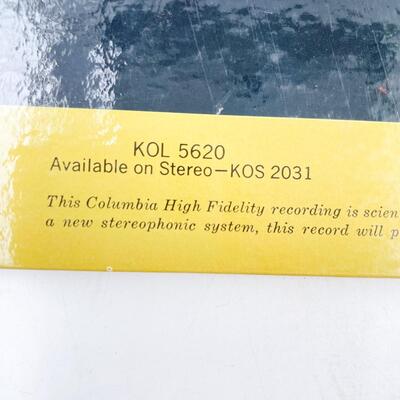 KOL 5620
Available on Stereo—KOS 2031
This Columbia High Fidelity recording is scien
a new stereophonic system, this record will p